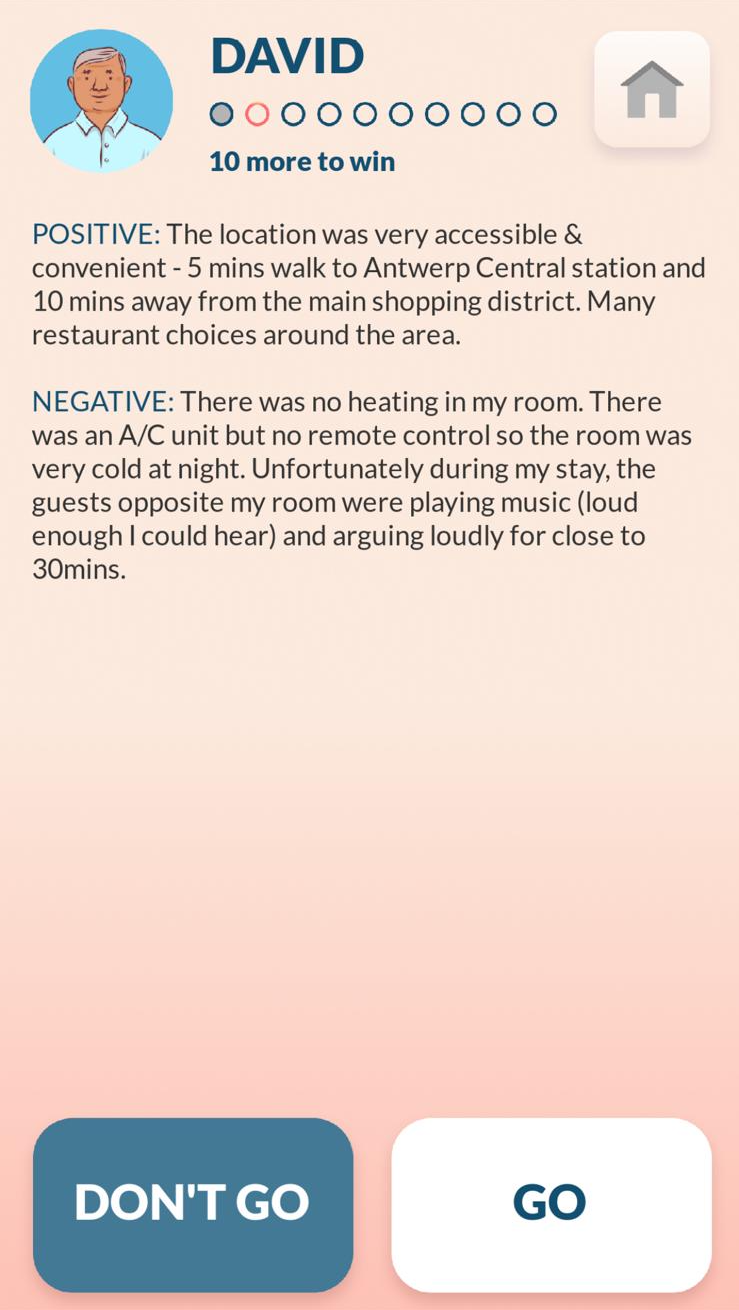 DAVID
10 more to win
POSITIVE: The location was very accessible &
convenient - 5 mins walk to Antwerp Central station and
10 mins away from the main shopping district. Many
restaurant choices around the area.
NEGATIVE: There was no heating in my room. There
was an A/C unit but no remote control so the room was
very cold at night. Unfortunately during my stay, the
guests opposite my room were playing music (loud
enough I could hear) and arguing loudly for close to
30mins.
DON'T GO
GO